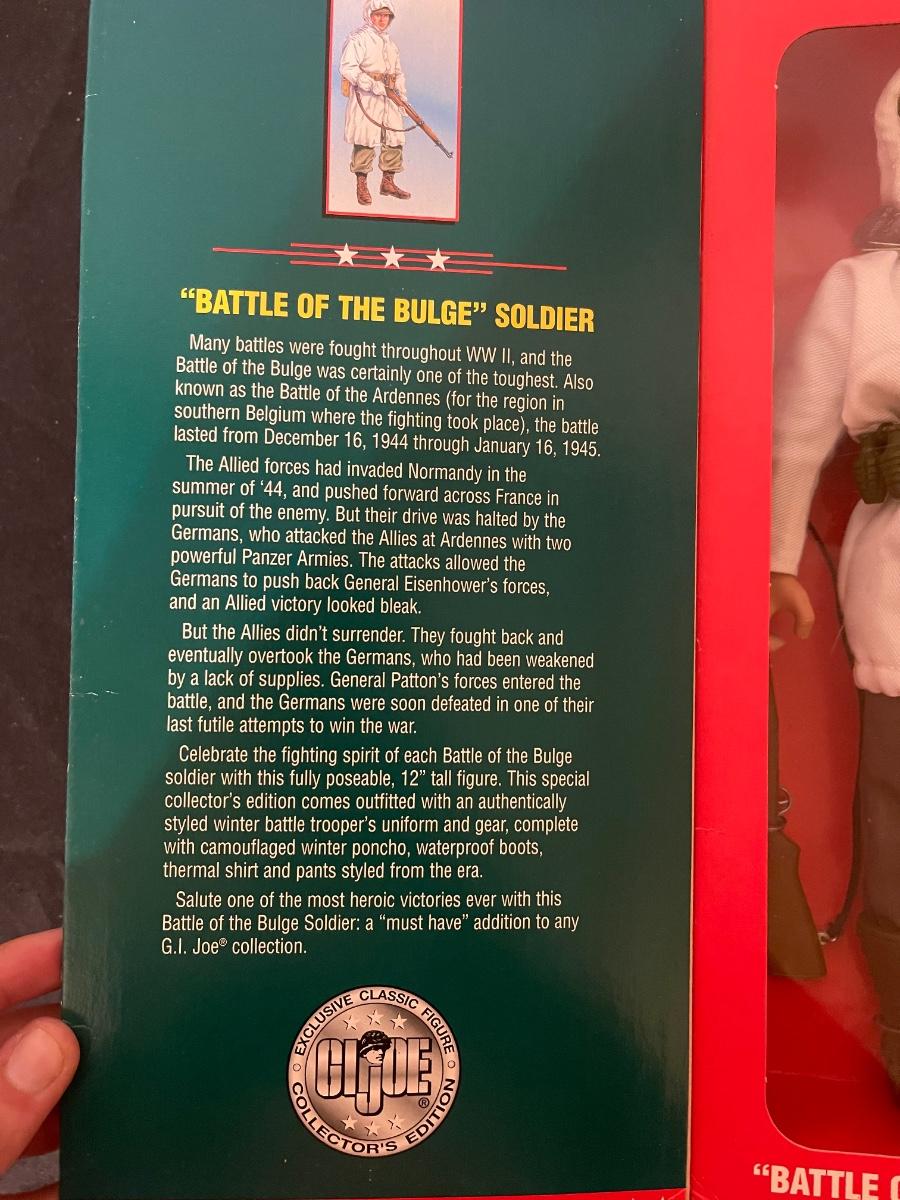 “BATTLE OF THE BULGE” SOLDIER
Many battles were fought throughout WW II, and the
Battle of the Bulge was certainly one of the toughest. Also
known as the Battle of the Ardennes (for the region in
southern Belgium where the fighting took place), the battle
lasted from December 16, 1944 through January 16, 1945.
The Allied forces had invaded Normandy in the
summer of ‘44, and pushed forward across France in
pursuit of the enemy. But their drive was halted by the
Germans, who attacked the Allies at Ardennes with two
powerful Panzer Armies. The attacks allowed the
Germans to push back General Eisenhower’s forces,
and an Allied victory looked bleak.
But the Allies didn’t surrender. They fought back and
eventually overtook the Germans, who had been weakened
by a lack of supplies. General Patton’s forces entered the
battle, and the Germans were soon defeated in one of their
last futile attempts to win the war.
Celebrate the fighting spirit of each Battle of the Bulge
soldier with this fully poseable, 12” tall figure. This special
collector’s edition comes outfitted with an authentically
styled winter battle trooper’s uniform and gear, complete
with camouflaged winter poncho, waterproof boots,
thermal shirt and pants styled from the era.
Salute one of the most heroic victories ever with this
Battle of the Bulge Soldier: a “must have” addition to any
G.I. Joe® collection.
EXCLUSIVE CLASSIC FIGURE
GI JOE®
COLLECTOR'S EDITION
“BATTLE